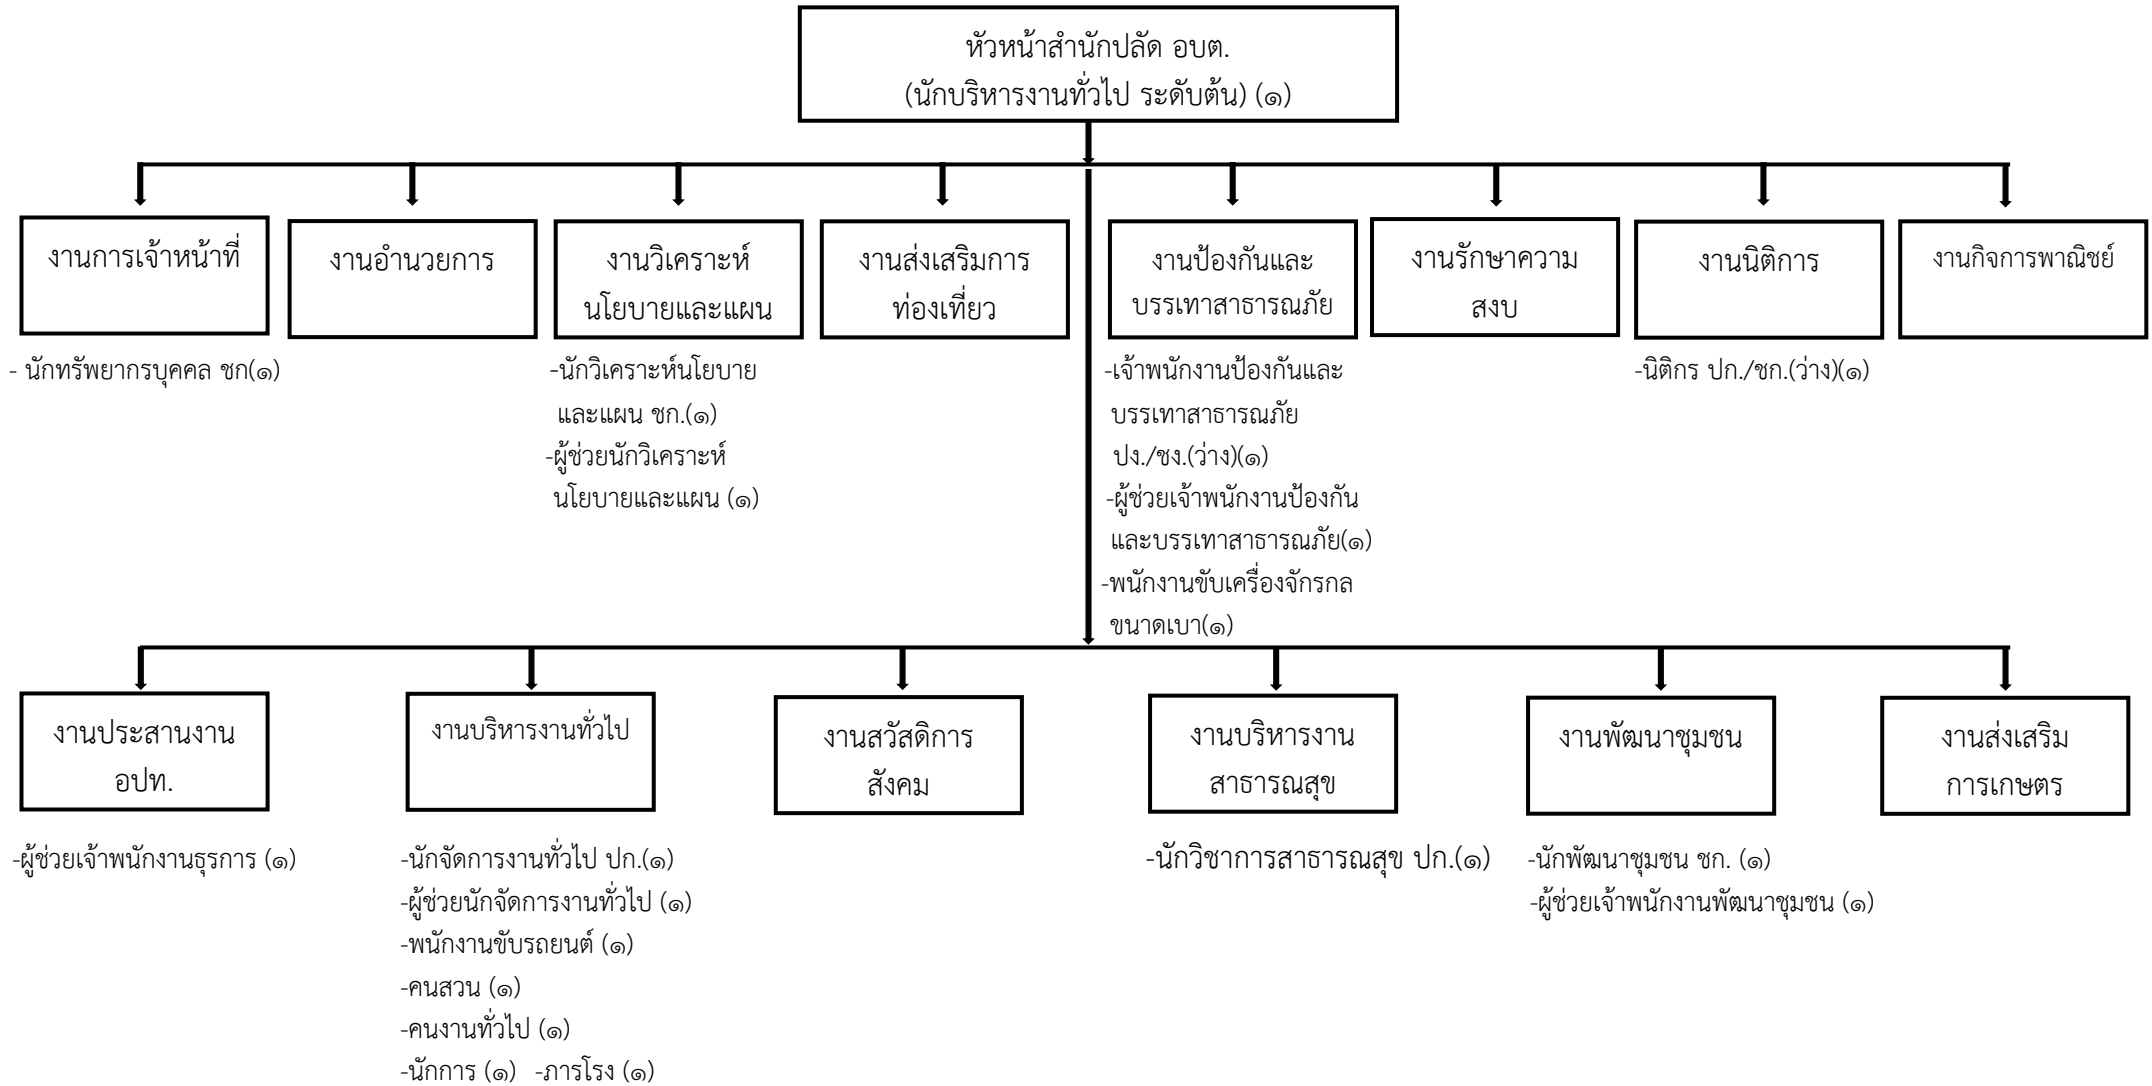 หัวหน้าสำนักปลัด อบต.
(นักบริหารงานทั่วไป ระดับต้น) (๑)
งานการเจ้าหน้าที่
งานอำนวยการ
งานวิเคราะห์
นโยบายและแผน
งานส่งเสริมการ
ท่องเที่ยว
งานป้องกันและ
บรรเทาสาธารณภัย
งานรักษาความ
สงบ
งานนิติการ
งานกิจการพาณิชย์
- นักทรัพยากรบุคคล ชก(๑)
-นักวิเคราะห์นโยบาย
และแผน ชก.(๑)
-ผู้ช่วยนักวิเคราะห์
นโยบายและแผน (๑)
-เจ้าพนักงานป้องกันและ
บรรเทาสาธารณภัย
ปง./ชง.(ว่าง)(๑)
-ผู้ช่วยเจ้าพนักงานป้องกัน
และบรรเทาสาธารณภัย(๑)
-พนักงานขับเครื่องจักรกล
ขนาดเบา(๑)
-นิติกร ปก./ชก.(ว่าง)(๑)
งานประสานงาน
อปท.
งานบริหารงานทั่วไป
งานสวัสดิการ
สังคม
งานบริหารงาน
สาธารณสุข
งานพัฒนาชุมชน
งานส่งเสริม
การเกษตร
-ผู้ช่วยเจ้าพนักงานธุรการ (๑)
-นักจัดการงานทั่วไป ปก.(๑)
-ผู้ช่วยนักจัดการงานทั่วไป (๑)
-พนักงานขับรถยนต์ (๑)
-คนสวน (๑)
-คนงานทั่วไป (๑)
-นักการ (๑) -ภารโรง (๑)
-นักวิชาการสาธารณสุข ปก.(๑)
-นักพัฒนาชุมชน ชก. (๑)
-ผู้ช่วยเจ้าพนักงานพัฒนาชุมชน (๑)